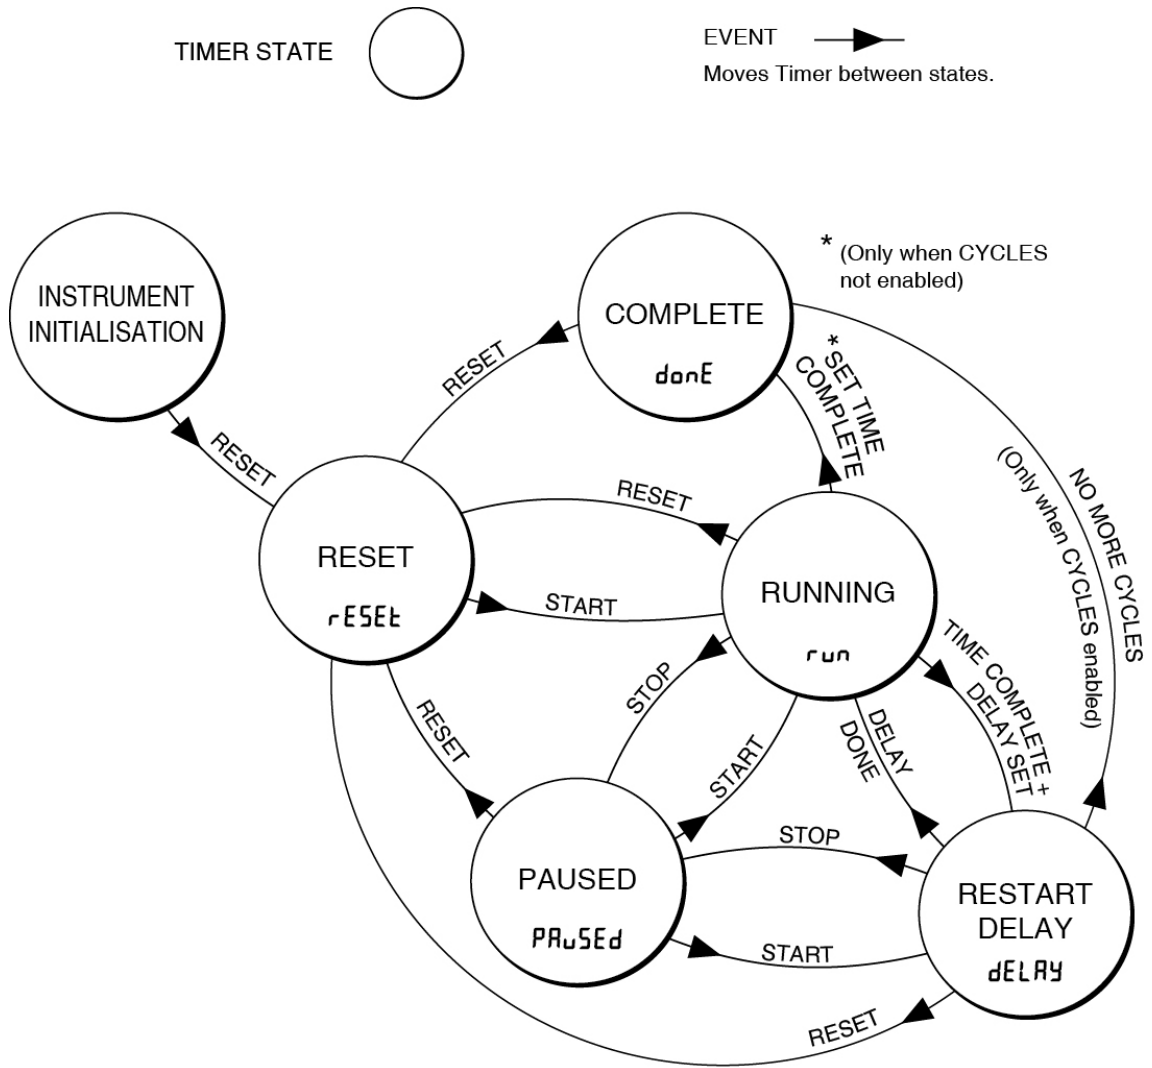 TIMER STATE
EVENT
Moves Timer between states.
INSTRUMENT
INITIALISATION
RESET
COMPLETE
donE
* (Only when CYCLES
not enabled)
RESET
* SET TIME
COMPLETE
NO MORE CYCLES
(Only when CYCLES enabled)
RESET
rESEt
RESET
START
RUNNING
run
STOP
START
RESET
DELAY
DONE
TIME COMPLETE +
DELAY SET
PAUSED
PAuSEd
STOP
START
RESTART
DELAY
dELAY
RESET